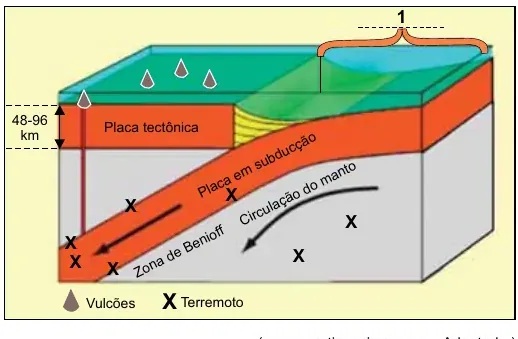 1
48-96
km
Placa tectônica
Placa em subducção
Circulação do manto
Zona de Benioff
X
X
X
X
X
X
X
Vulcões
X Terremoto